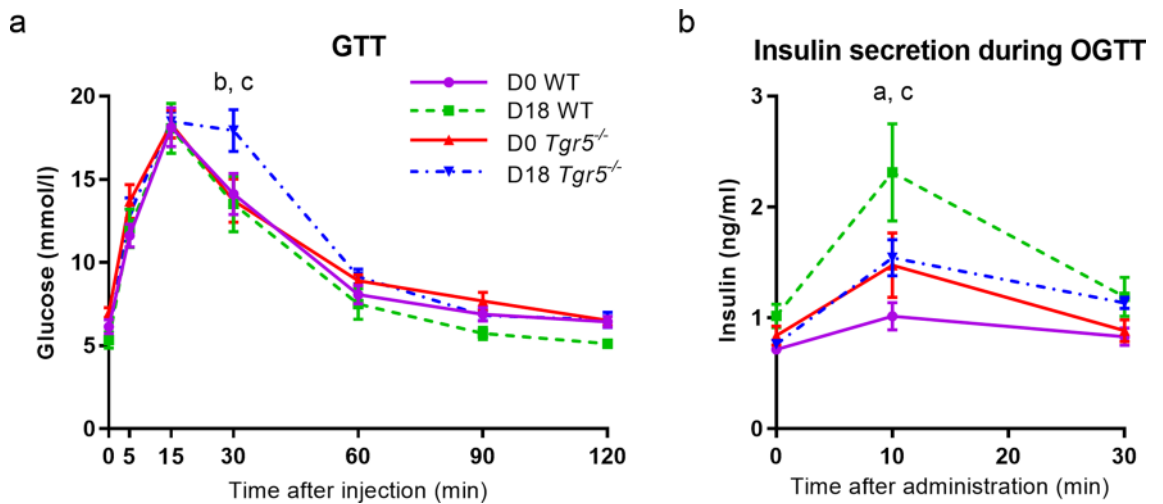 a
GTT
b, c
D0 WT
D18 WT
D0 Tgr5-/-
D18 Tgr5-/-
Glucose (mmol/l)
20
15
10
5
0
0 5 15 30 60 90 120
Time after injection (min)
b
Insulin secretion during OGTT
a, c
Insulin (ng/ml)
3
2
1
0
0 10 20 30
Time after administration (min)